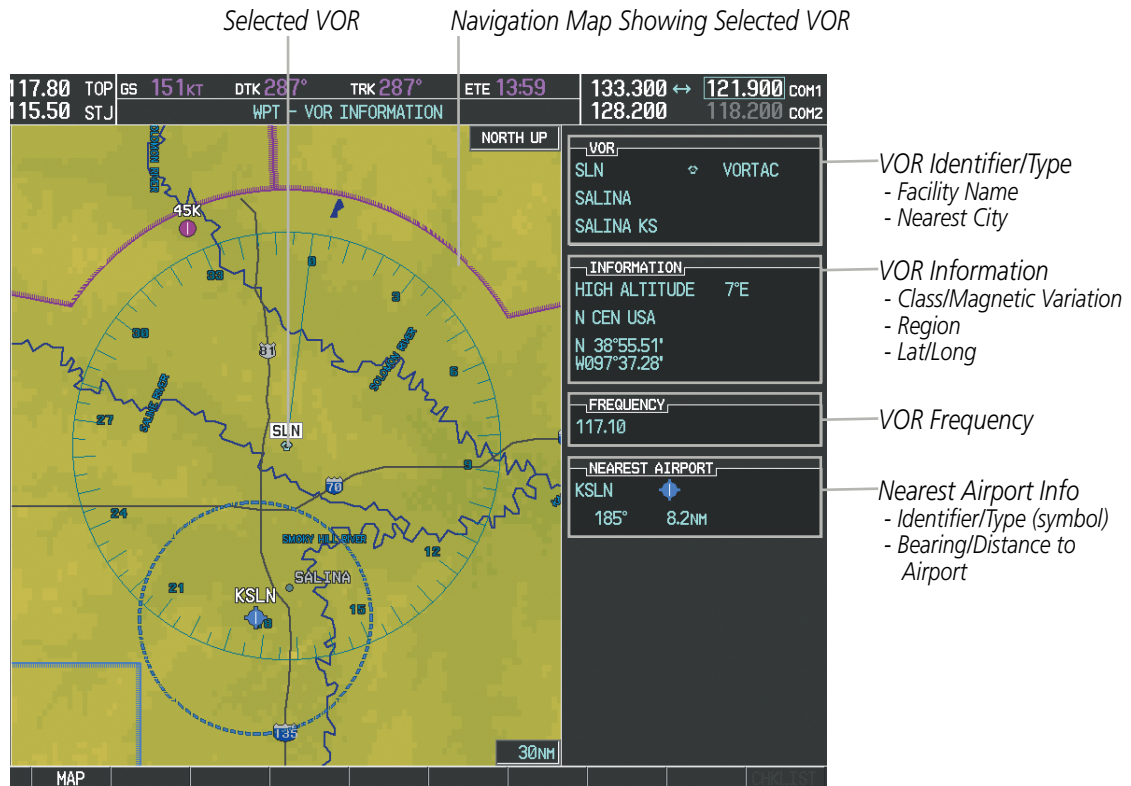 Selected VOR
Navigation Map Showing Selected VOR
117.80 TOP GS 151KT DTK 287° TRK 287° ETE 13:59 133.300 ↔ 121.900 COM1
115.50 STJ WPT – VOR INFORMATION 128.200 118.200 COM2
NORTH UP
45K
0
33
3
30
81
SOLOMON RIVER
6
SALINE RIVER
27
SLN
9
70
24
SMOKY HILL RIVER
12
SALINA
21
KSLN
15
18
135
30NM
VOR
SLN VORTAC
SALINA
SALINA KS
INFORMATION
HIGH ALTITUDE 7°E
N CEN USA
N 38°55.51'
W097°37.28'
FREQUENCY
117.10
NEAREST AIRPORT
KSLN
185° 8.2NM
VOR Identifier/Type
- Facility Name
- Nearest City
VOR Information
- Class/Magnetic Variation
- Region
- Lat/Long
VOR Frequency
Nearest Airport Info
- Identifier/Type (symbol)
- Bearing/Distance to
Airport
MAP
CHKLIST